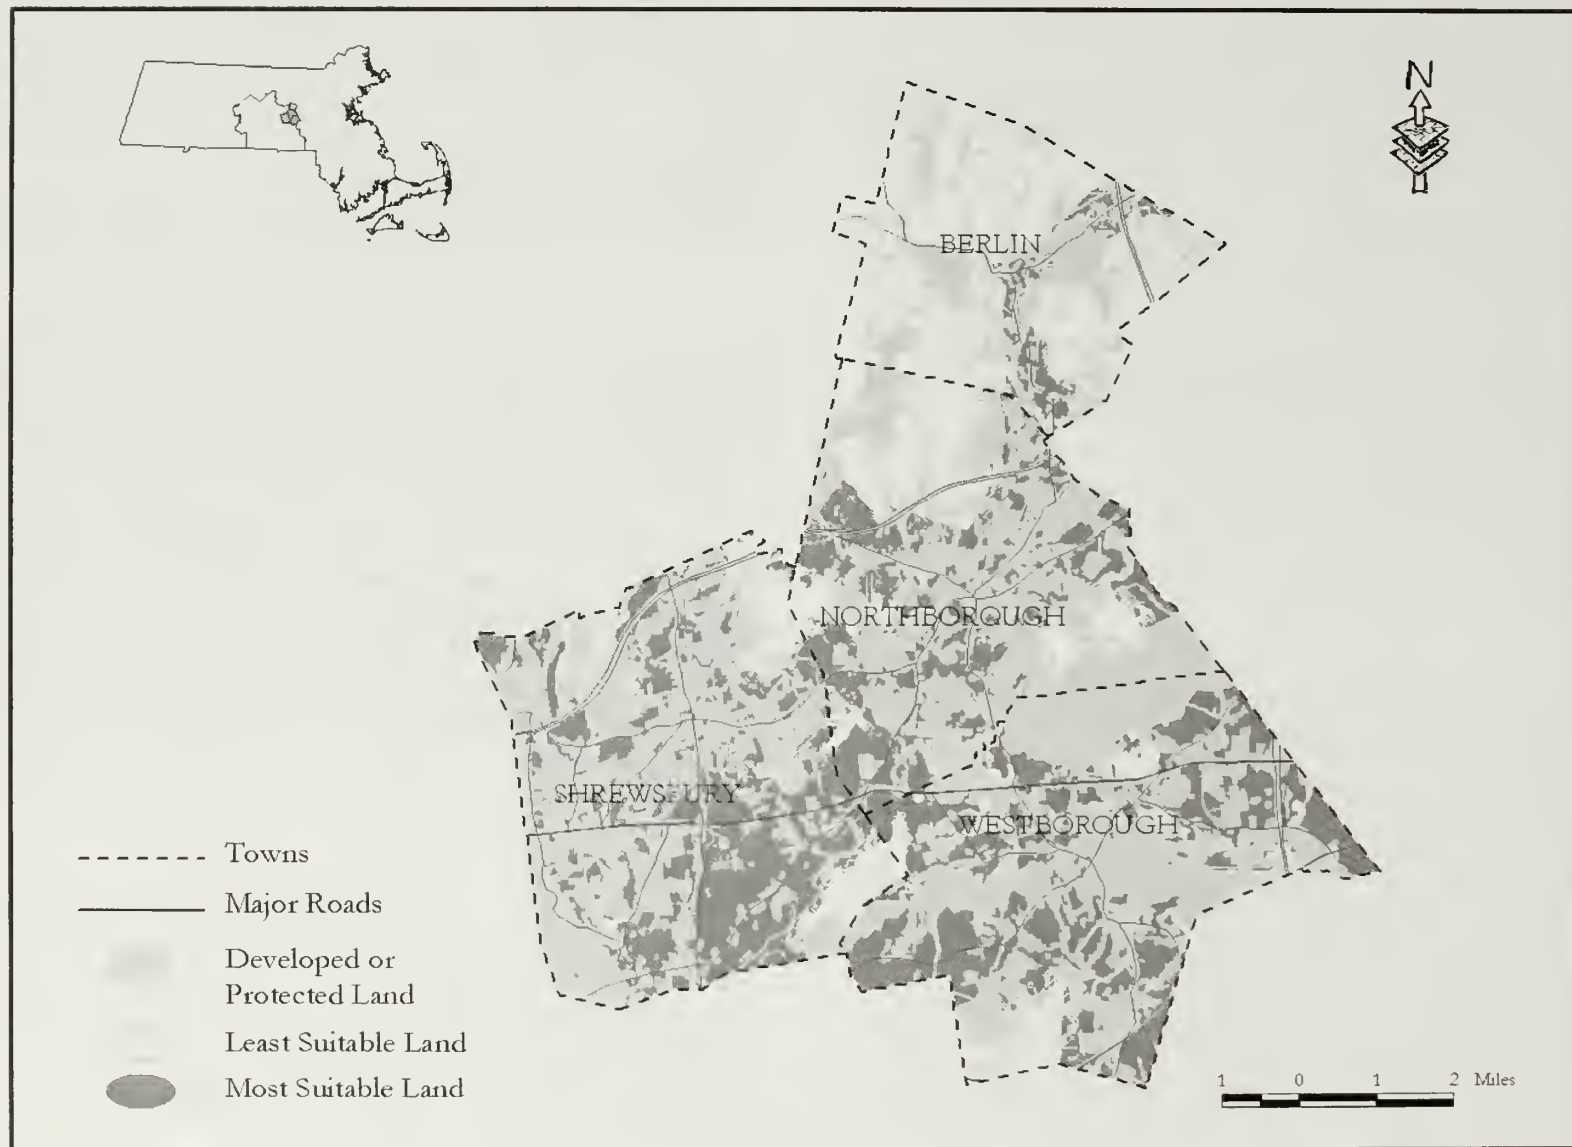 N
BERLIN
NORTHBOROUGH
SHREWSBURY
WESTBOROUGH
Towns
Major Roads
Developed or
Protected Land
Least Suitable Land
Most Suitable Land
1 0 1 2 Miles